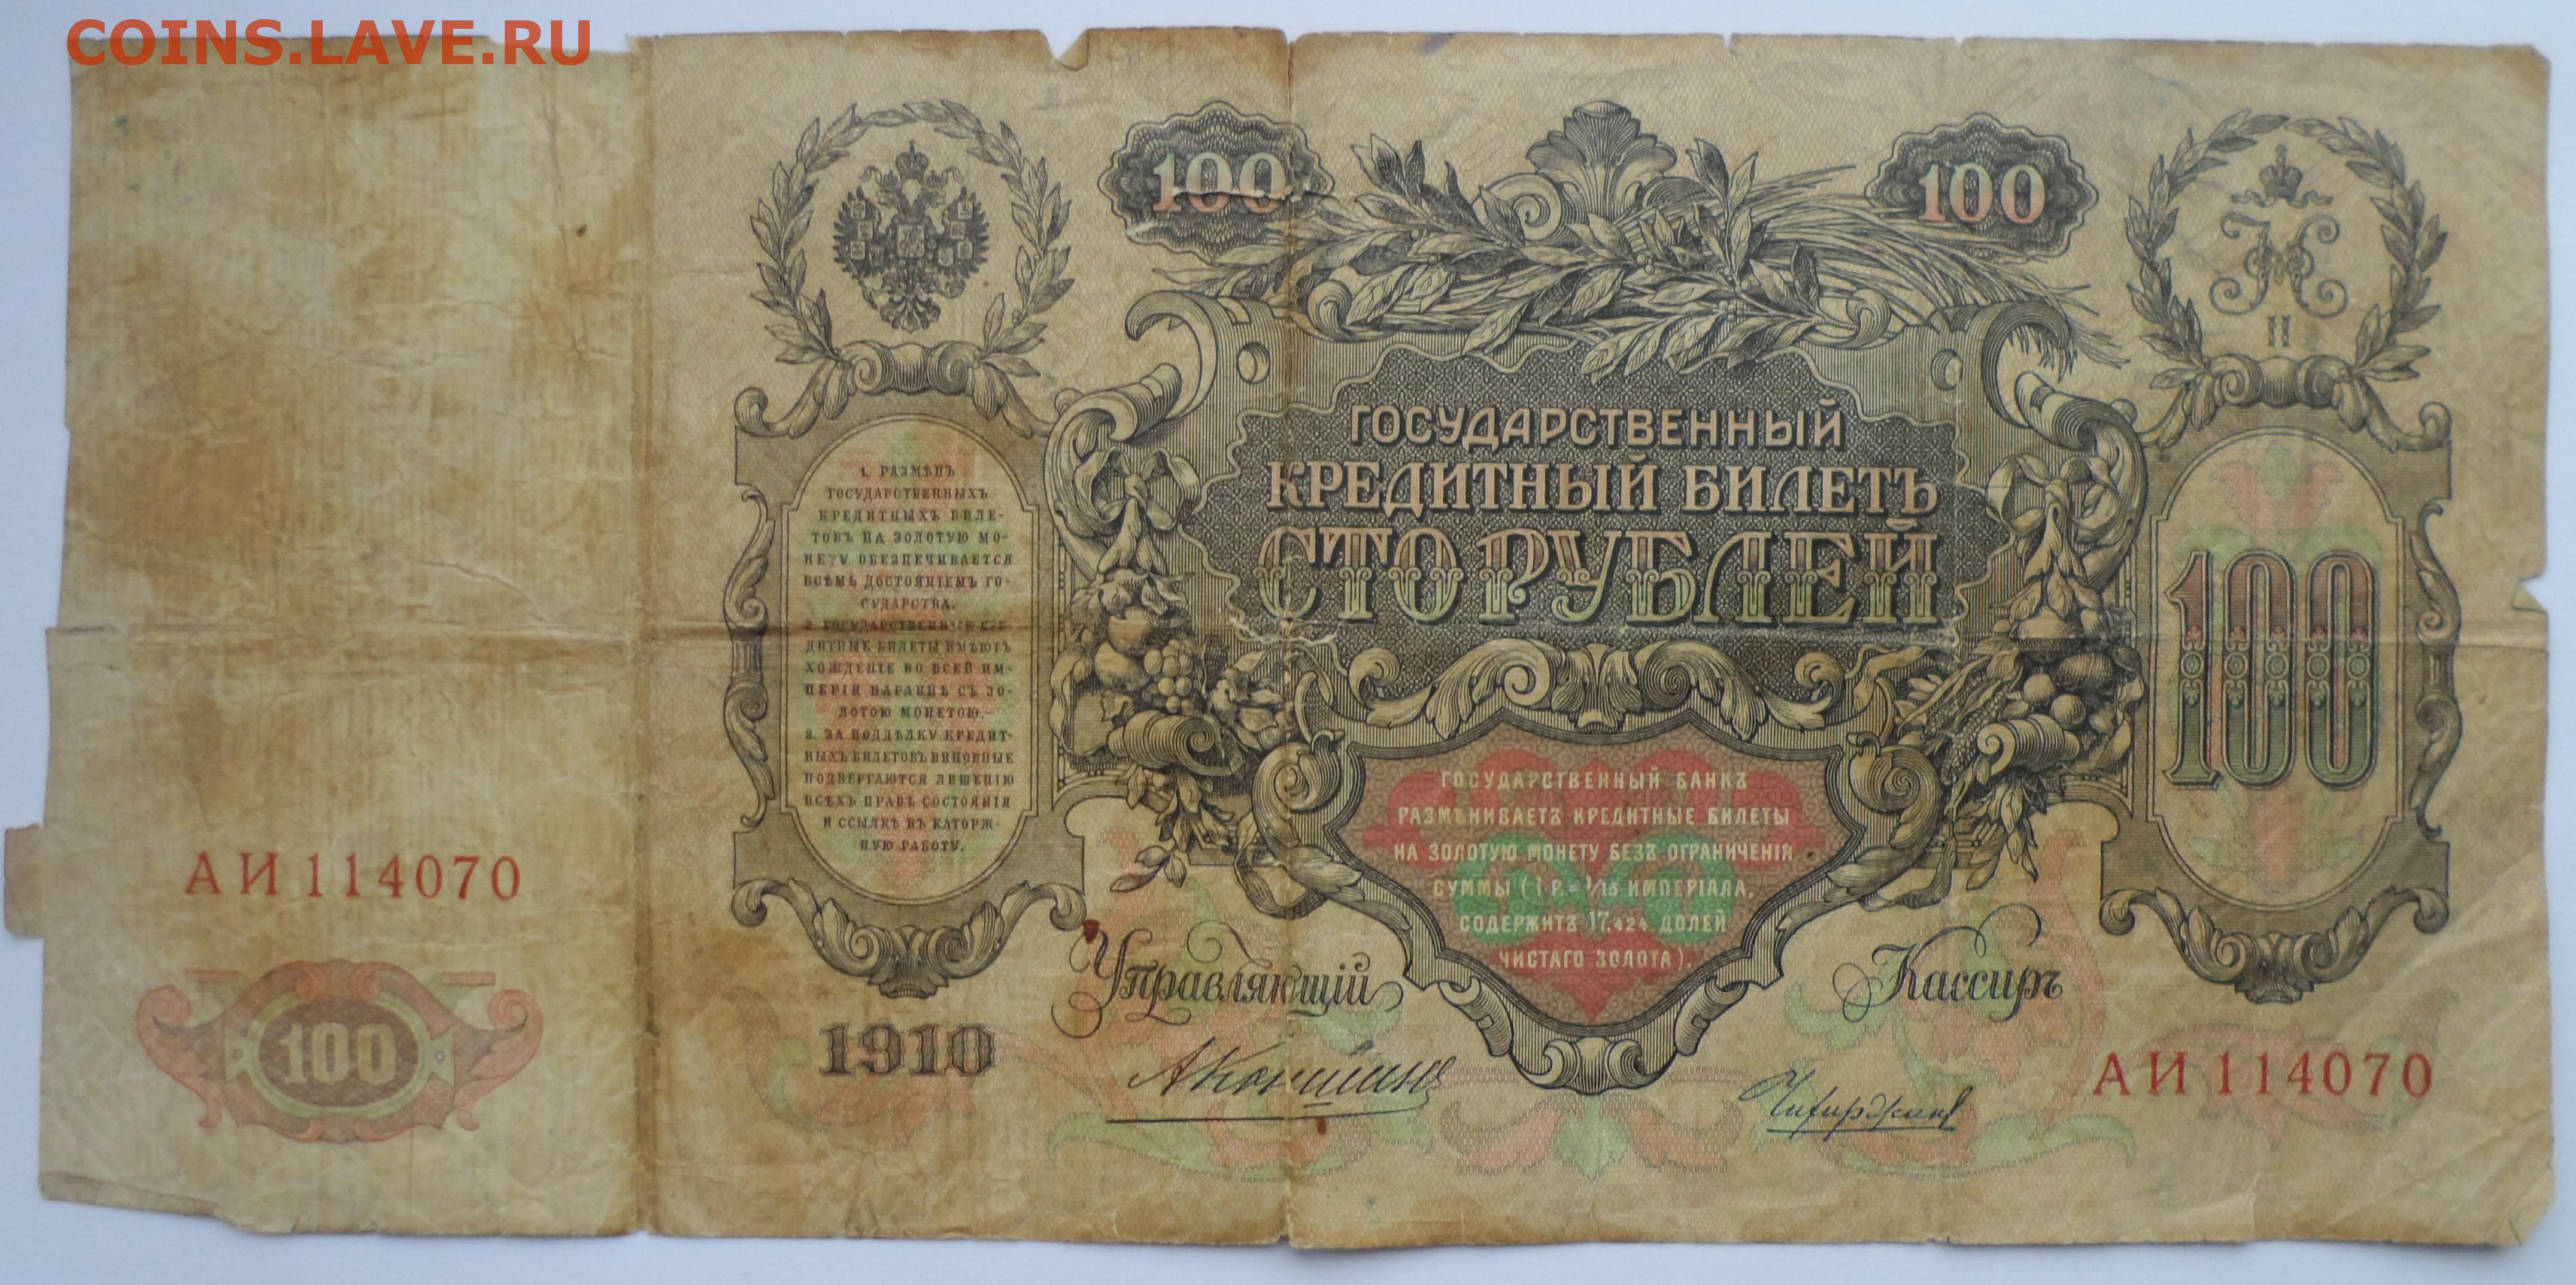 COINS.LAVE.RU
100
100
II
ГОСУДАРСТВЕННЫЙ
КРЕДИТНЫЙ БИЛЕТЪ
СТО РУБЛЕЙ
1. РАЗМѢНЪ
ГОСУДАРСТВЕННЫХЪ
КРЕДИТНЫХЪ БИЛЕ-
ТОВЪ НА ЗОЛОТУЮ МО-
НЕТУ ОБЕЗПЕЧИВАЕТСЯ
ВСѢМЪ ДОСТОЯНІЕМЪ ГО-
СУДАРСТВА.
2. ГОСУДАРСТВЕННЫЕ КРЕ-
ДИТНЫЕ БИЛЕТЫ ИМѢЮТЪ
ХОЖДЕНІЕ ВО ВСЕЙ ИМ-
ПЕРІИ НАРАВНѢ СЪ ЗО-
ЛОТОЮ МОНЕТОЮ.
3. ЗА ПОДДѢЛКУ КРЕДИТ-
НЫХЪ БИЛЕТОВЪ ВИНОВНЫЕ
ПОДВЕРГАЮТСЯ ЛИШЕНІЮ
ВСѢХЪ ПРАВЪ СОСТОЯНІЯ
И ССЫЛКѢ ВЪ КАТОРЖ-
НУЮ РАБОТУ.
100
ГОСУДАРСТВЕННЫЙ БАНКЪ
РАЗМѢНИВАЕТЪ КРЕДИТНЫЕ БИЛЕТЫ
НА ЗОЛОТУЮ МОНЕТУ БЕЗЪ ОГРАНИЧЕНІЯ
СУММЫ (1 Р. = 1/15 ИМПЕРІАЛА,
СОДЕРЖИТЪ 17,424 ДОЛЕЙ
ЧИСТАГО ЗОЛОТА).
АИ 114070
100
1910
Управляющій
АКоншинъ
Кассиръ
АИ 114070